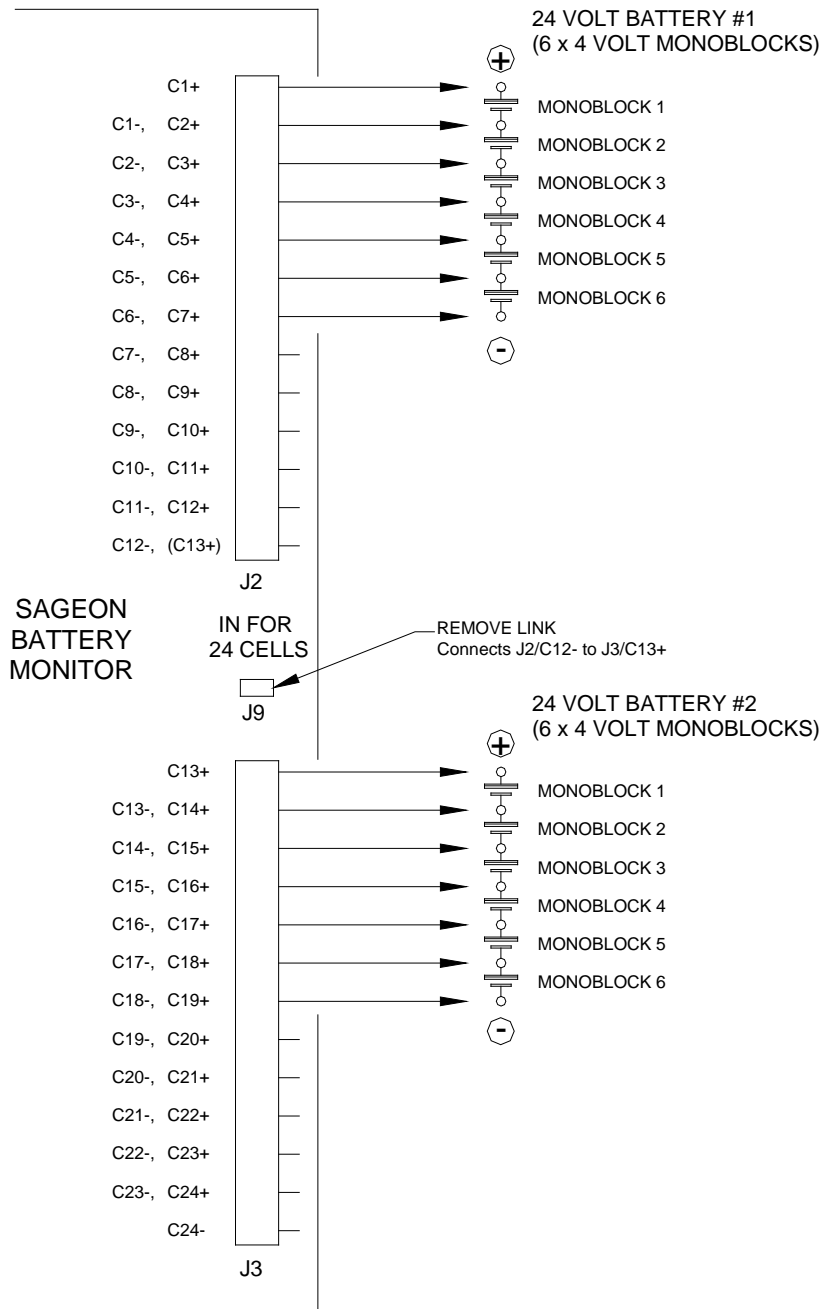 24 VOLT BATTERY #1
(6 x 4 VOLT MONOBLOCKS)
+
C1+
MONOBLOCK 1
C1-, C2+
MONOBLOCK 2
C2-, C3+
MONOBLOCK 3
C3-, C4+
MONOBLOCK 4
C4-, C5+
MONOBLOCK 5
C5-, C6+
MONOBLOCK 6
C6-, C7+
-
C7-, C8+
C8-, C9+
C9-, C10+
C10-, C11+
C11-, C12+
C12-, (C13+)
J2
SAGEON
BATTERY
MONITOR
IN FOR
24 CELLS
J9
REMOVE LINK
Connects J2/C12- to J3/C13+
24 VOLT BATTERY #2
(6 x 4 VOLT MONOBLOCKS)
+
C13+
MONOBLOCK 1
C13-, C14+
MONOBLOCK 2
C14-, C15+
MONOBLOCK 3
C15-, C16+
MONOBLOCK 4
C16-, C17+
MONOBLOCK 5
C17-, C18+
MONOBLOCK 6
C18-, C19+
-
C19-, C20+
C20-, C21+
C21-, C22+
C22-, C23+
C23-, C24+
C24-
J3